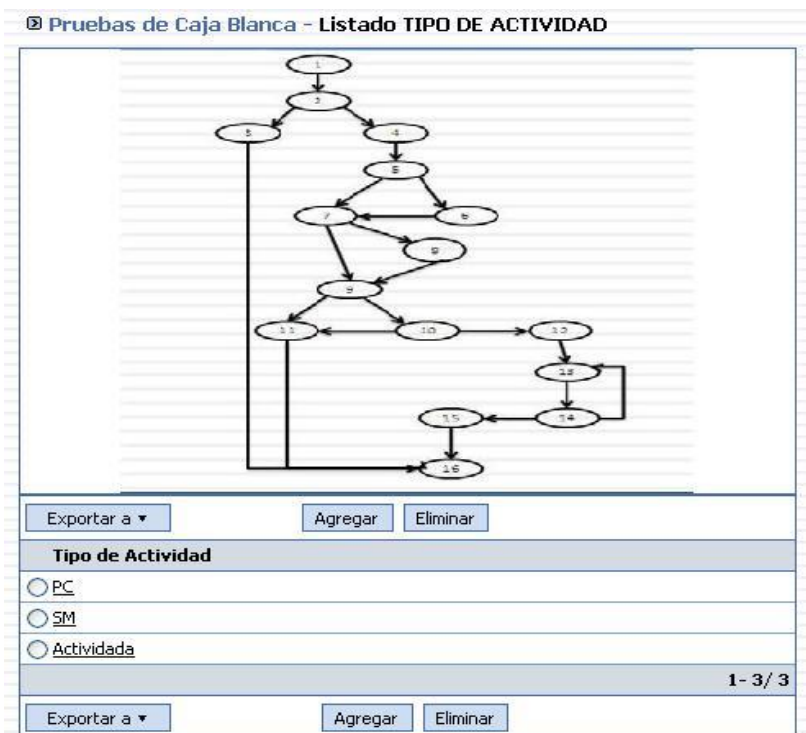 Pruebas de Caja Blanca - Listado TIPO DE ACTIVIDAD
1
2
3 4
5
7 6
8
9
11 10 12
13
15 14
16
Exportar a ▾ Agregar Eliminar
Tipo de Actividad
PC
SM
Actividada
1- 3/ 3
Exportar a ▾ Agregar Eliminar